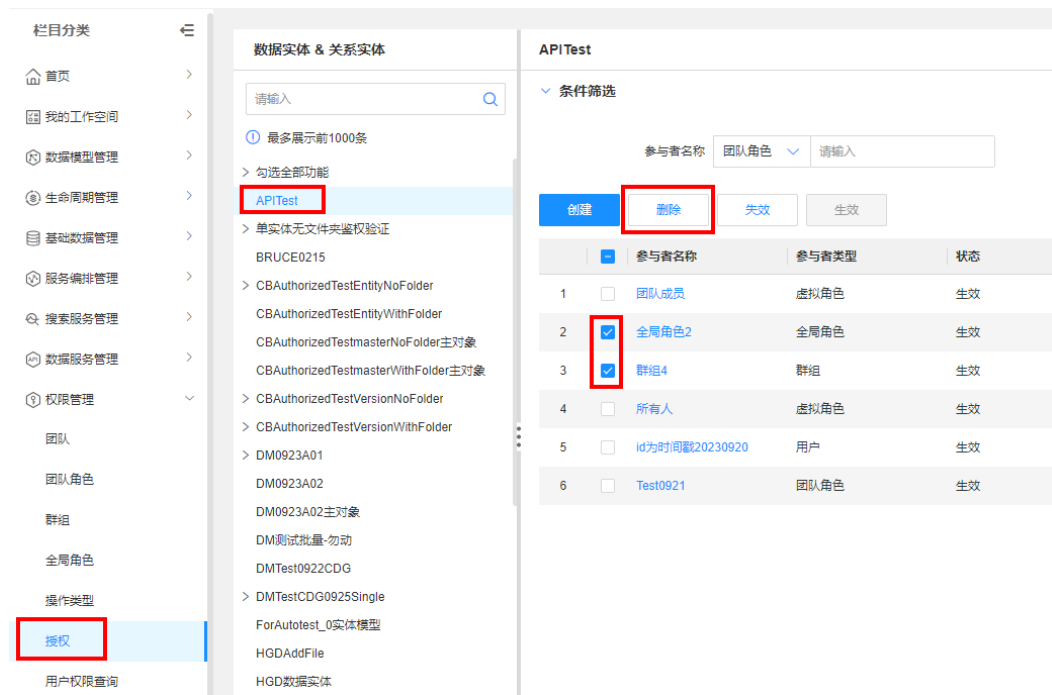 栏目分类
首页
我的工作空间
数据模型管理
生命周期管理
基础数据管理
服务编排管理
搜索服务管理
数据服务管理
权限管理
团队
团队角色
群组
全局角色
操作类型
授权
用户权限查询
数据实体 & 关系实体
请输入
最多展示前1000条
勾选全部功能
APITest
单实体无文件夹鉴权验证
BRUCE0215
CBAuthorizedTestEntityNoFolder
CBAuthorizedTestEntityWithFolder
CBAuthorizedTestmasterNoFolder主对象
CBAuthorizedTestmasterWithFolder主对象
CBAuthorizedTestVersionNoFolder
CBAuthorizedTestVersionWithFolder
DM0923A01
DM0923A02
DM0923A02主对象
DM测试批量-勿动
DMTest0922CDG
DMTestCDG0925Single
ForAutotest_0实体模型
HGDAddFile
HGD数据实体
APITest
条件筛选
参与者名称 团队角色 请输入
创建 删除 失效 生效
参与者名称 参与者类型 状态
1 团队成员 虚拟角色 生效
2 全局角色2 全局角色 生效
3 群组4 群组 生效
4 所有人 虚拟角色 生效
5 id为时间戳20230920 用户 生效
6 Test0921 团队角色 生效